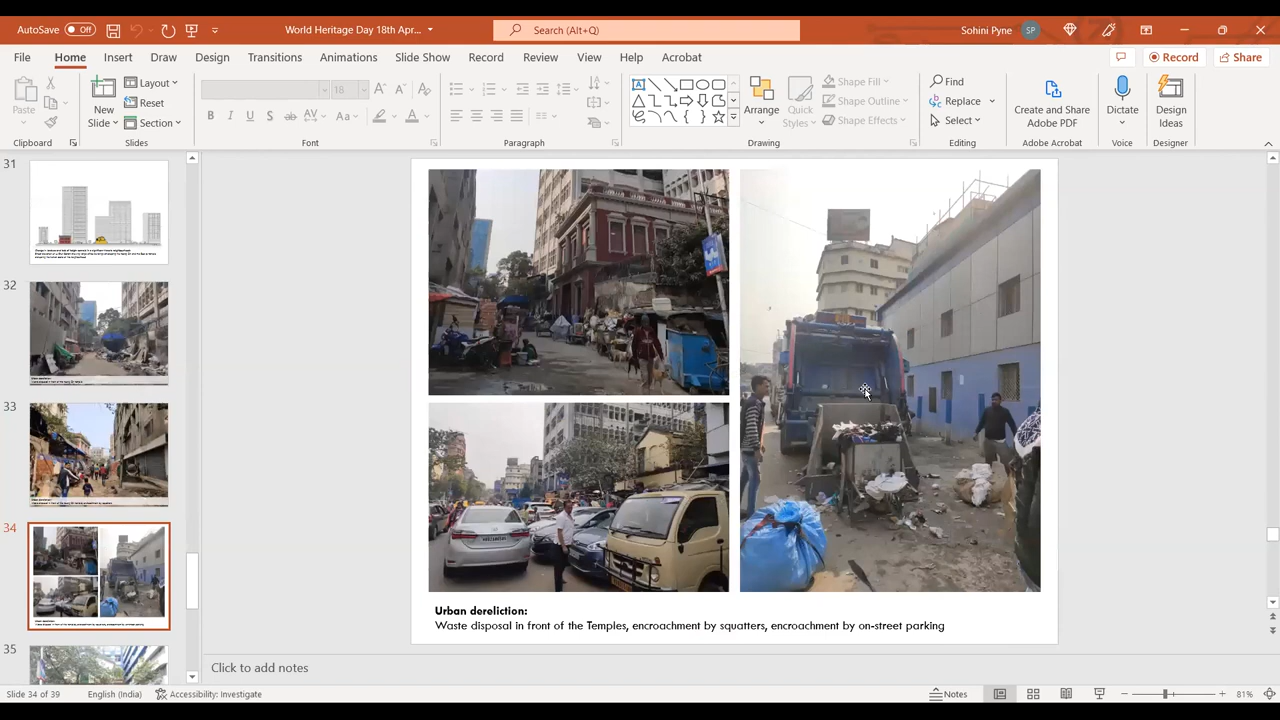 AutoSave
Off
World Heritage Day 18th Apr...
Search (Alt+Q)
Sohini Pyne
SP
File
Home
Insert
Draw
Design
Transitions
Animations
Slide Show
Record
Review
View
Help
Acrobat
Record
Share
Paste
New
Slide
Layout
Reset
Section
18
B
I
U
S
ab
AV
Aa
A
Shape Fill
Shape Outline
Shape Effects
Arrange
Quick
Styles
Find
Replace
Select
Create and Share
Adobe PDF
Dictate
Design
Ideas
Clipboard
Slides
Font
Paragraph
Drawing
Editing
Adobe Acrobat
Voice
Designer
31
32
33
34
35
Urban dereliction:
Waste disposal in front of the Temples, encroachment by squatters, encroachment by on-street parking
Click to add notes
Slide 34 of 39
English (India)
Accessibility: Investigate
Notes
81%